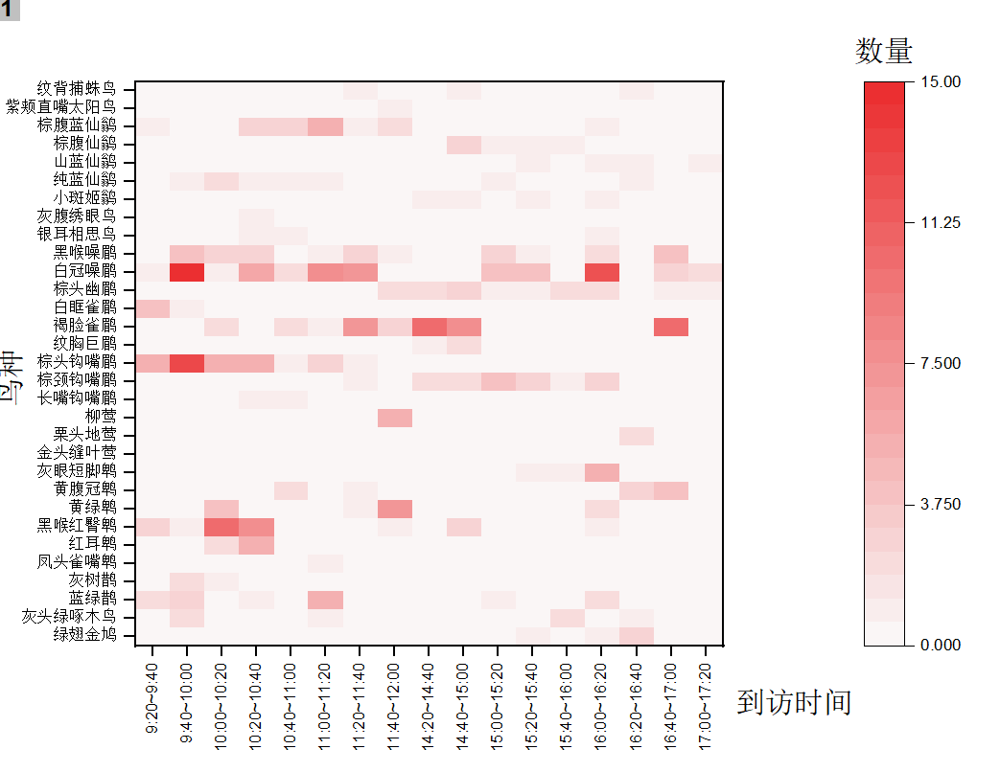 1
数量
纹背捕蛛鸟
紫颊直嘴太阳鸟
棕腹蓝仙鹟
棕腹仙鹟
山蓝仙鹟
纯蓝仙鹟
小斑姬鹟
灰腹绣眼鸟
银耳相思鸟
黑喉噪鹛
白冠噪鹛
棕头幽鹛
白眶雀鹛
褐脸雀鹛
纹胸巨鹛
棕头钩嘴鹛
棕颈钩嘴鹛
长嘴钩嘴鹛
柳莺
栗头地莺
金头缝叶莺
灰眼短脚鹎
黄腹冠鹎
黄绿鹎
黑喉红臀鹎
红耳鹎
凤头雀嘴鹎
灰树鹊
蓝绿鹊
灰头绿啄木鸟
绿翅金鸠
鸟种
15.00
11.25
7.500
3.750
0.000
9:20~9:40
9:40~10:00
10:00~10:20
10:20~10:40
10:40~11:00
11:00~11:20
11:20~11:40
11:40~12:00
14:20~14:40
14:40~15:00
15:00~15:20
15:20~15:40
15:40~16:00
16:00~16:20
16:20~16:40
16:40~17:00
17:00~17:20
到访时间